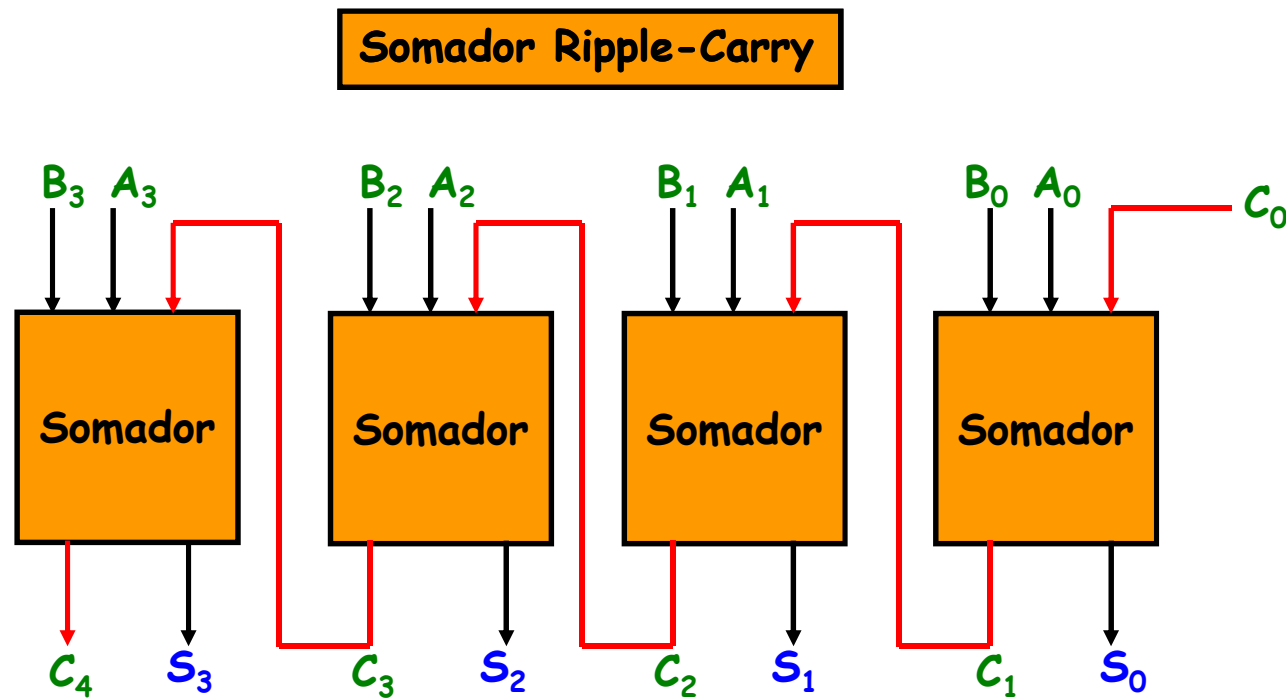 Somador Ripple-Carry
B₃ A₃ B₂ A₂ B₁ A₁ B₀ A₀ C₀
Somador Somador Somador Somador
C₄ S₃ C₃ S₂ C₂ S₁ C₁ S₀